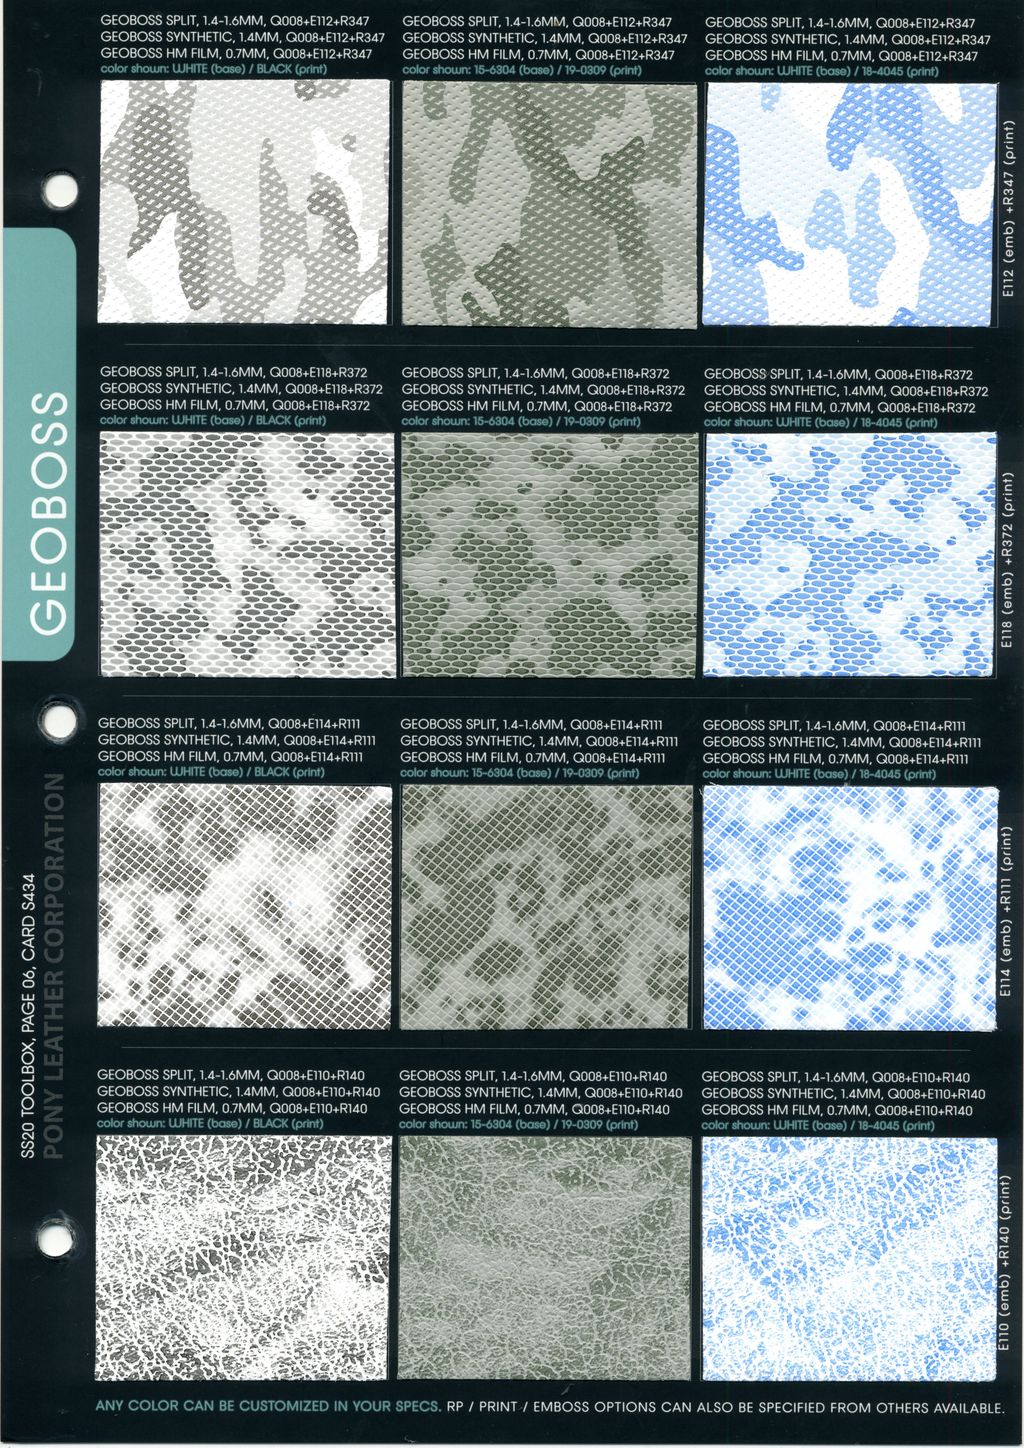 GEOBOSS SPLIT, 1.4-1.6MM, Q008+E112+R347
GEOBOSS SYNTHETIC, 1.4MM, Q008+E112+R347
GEOBOSS HM FILM, 0.7MM, Q008+E112+R347
color shown: WHITE (base) / BLACK (print)
GEOBOSS SPLIT, 1.4-1.6MM, Q008+E112+R347
GEOBOSS SYNTHETIC, 1.4MM, Q008+E112+R347
GEOBOSS HM FILM, 0.7MM, Q008+E112+R347
color shown: 15-6304 (base) / 19-0309 (print)
GEOBOSS SPLIT, 1.4-1.6MM, Q008+E112+R347
GEOBOSS SYNTHETIC, 1.4MM, Q008+E112+R347
GEOBOSS HM FILM, 0.7MM, Q008+E112+R347
color shown: WHITE (base) / 18-4045 (print)
E112 (emb) +R347 (print)
GEOBOSS
GEOBOSS SPLIT, 1.4-1.6MM, Q008+E118+R372
GEOBOSS SYNTHETIC, 1.4MM, Q008+E118+R372
GEOBOSS HM FILM, 0.7MM, Q008+E118+R372
color shown: WHITE (base) / BLACK (print)
GEOBOSS SPLIT, 1.4-1.6MM, Q008+E118+R372
GEOBOSS SYNTHETIC, 1.4MM, Q008+E118+R372
GEOBOSS HM FILM, 0.7MM, Q008+E118+R372
color shown: 15-6304 (base) / 19-0309 (print)
GEOBOSS SPLIT, 1.4-1.6MM, Q008+E118+R372
GEOBOSS SYNTHETIC, 1.4MM, Q008+E118+R372
GEOBOSS HM FILM, 0.7MM, Q008+E118+R372
color shown: WHITE (base) / 18-4045 (print)
E118 (emb) +R372 (print)
GEOBOSS SPLIT, 1.4-1.6MM, Q008+E114+R111
GEOBOSS SYNTHETIC, 1.4MM, Q008+E114+R111
GEOBOSS HM FILM, 0.7MM, Q008+E114+R111
color shown: WHITE (base) / BLACK (print)
GEOBOSS SPLIT, 1.4-1.6MM, Q008+E114+R111
GEOBOSS SYNTHETIC, 1.4MM, Q008+E114+R111
GEOBOSS HM FILM, 0.7MM, Q008+E114+R111
color shown: 15-6304 (base) / 19-0309 (print)
GEOBOSS SPLIT, 1.4-1.6MM, Q008+E114+R111
GEOBOSS SYNTHETIC, 1.4MM, Q008+E114+R111
GEOBOSS HM FILM, 0.7MM, Q008+E114+R111
color shown: WHITE (base) / 18-4045 (print)
E114 (emb) +R111 (print)
SS20 TOOLBOX, PAGE 06, CARD S434
PONY LEATHER CORPORATION
GEOBOSS SPLIT, 1.4-1.6MM, Q008+E110+R140
GEOBOSS SYNTHETIC, 1.4MM, Q008+E110+R140
GEOBOSS HM FILM, 0.7MM, Q008+E110+R140
color shown: WHITE (base) / BLACK (print)
GEOBOSS SPLIT, 1.4-1.6MM, Q008+E110+R140
GEOBOSS SYNTHETIC, 1.4MM, Q008+E110+R140
GEOBOSS HM FILM, 0.7MM, Q008+E110+R140
color shown: 15-6304 (base) / 19-0309 (print)
GEOBOSS SPLIT, 1.4-1.6MM, Q008+E110+R140
GEOBOSS SYNTHETIC, 1.4MM, Q008+E110+R140
GEOBOSS HM FILM, 0.7MM, Q008+E110+R140
color shown: WHITE (base) / 18-4045 (print)
E110 (emb) +R140 (print)
ANY COLOR CAN BE CUSTOMIZED IN YOUR SPECS. RP / PRINT / EMBOSS OPTIONS CAN ALSO BE SPECIFIED FROM OTHERS AVAILABLE.